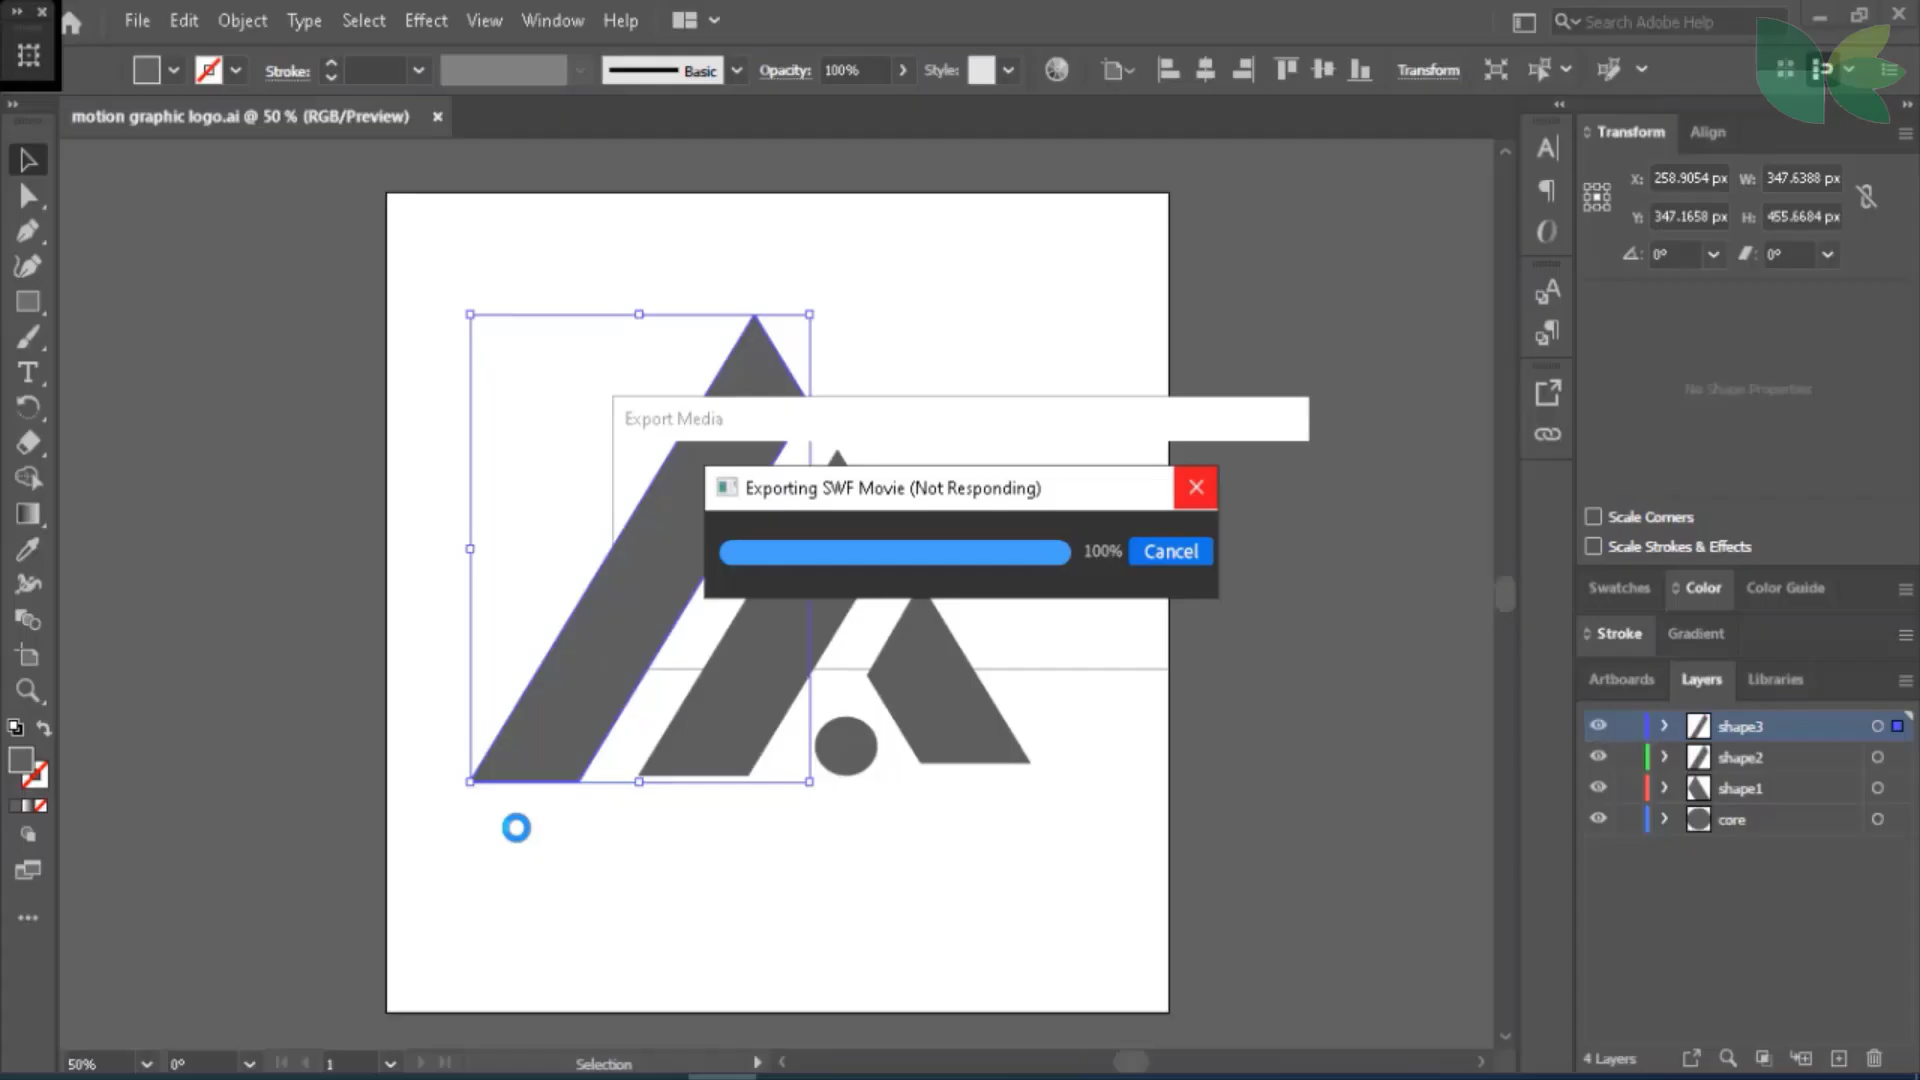 File Edit Object Type Select Effect View Window Help
Search Adobe Help
Stroke: Basic Opacity: 100% Style: Transform
motion graphic logo.ai @ 50 % (RGB/Preview)
Transform Align
X: 258.9054 px W: 347.6388 px
Y: 347.1658 px H: 455.6684 px
0° 0°
No Shape Properties
Export Media
Exporting SWF Movie (Not Responding)
100% Cancel
Scale Corners
Scale Strokes & Effects
Swatches Color Color Guide
Stroke Gradient
Artboards Layers Libraries
shape3
shape2
shape1
core
50% 0° 1 Selection
4 Layers